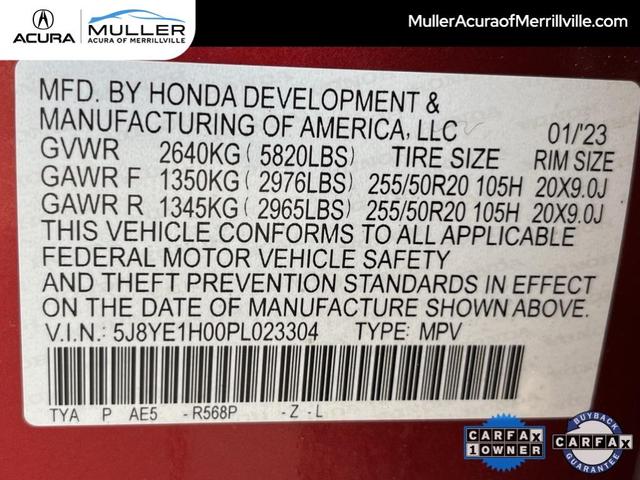 ACURA
MULLER
ACURA OF MERRILLVILLE
MullerAcuraofMerrillville.com
MFD. BY HONDA DEVELOPMENT &
MANUFACTURING OF AMERICA, LLC 01/'23
GVWR 2640KG ( 5820LBS) TIRE SIZE RIM SIZE
GAWR F 1350KG ( 2976LBS) 255/50R20 105H 20X9.0J
GAWR R 1345KG ( 2965LBS) 255/50R20 105H 20X9.0J
THIS VEHICLE CONFORMS TO ALL APPLICABLE
FEDERAL MOTOR VEHICLE SAFETY
AND THEFT PREVENTION STANDARDS IN EFFECT
ON THE DATE OF MANUFACTURE SHOWN ABOVE.
V.I.N.: 5J8YE1H00PL023304 TYPE: MPV
TYA P AE5 -R568P -Z-L
CARFAX
1 OWNER
BUYBACK
CARFAX
GUARANTEE